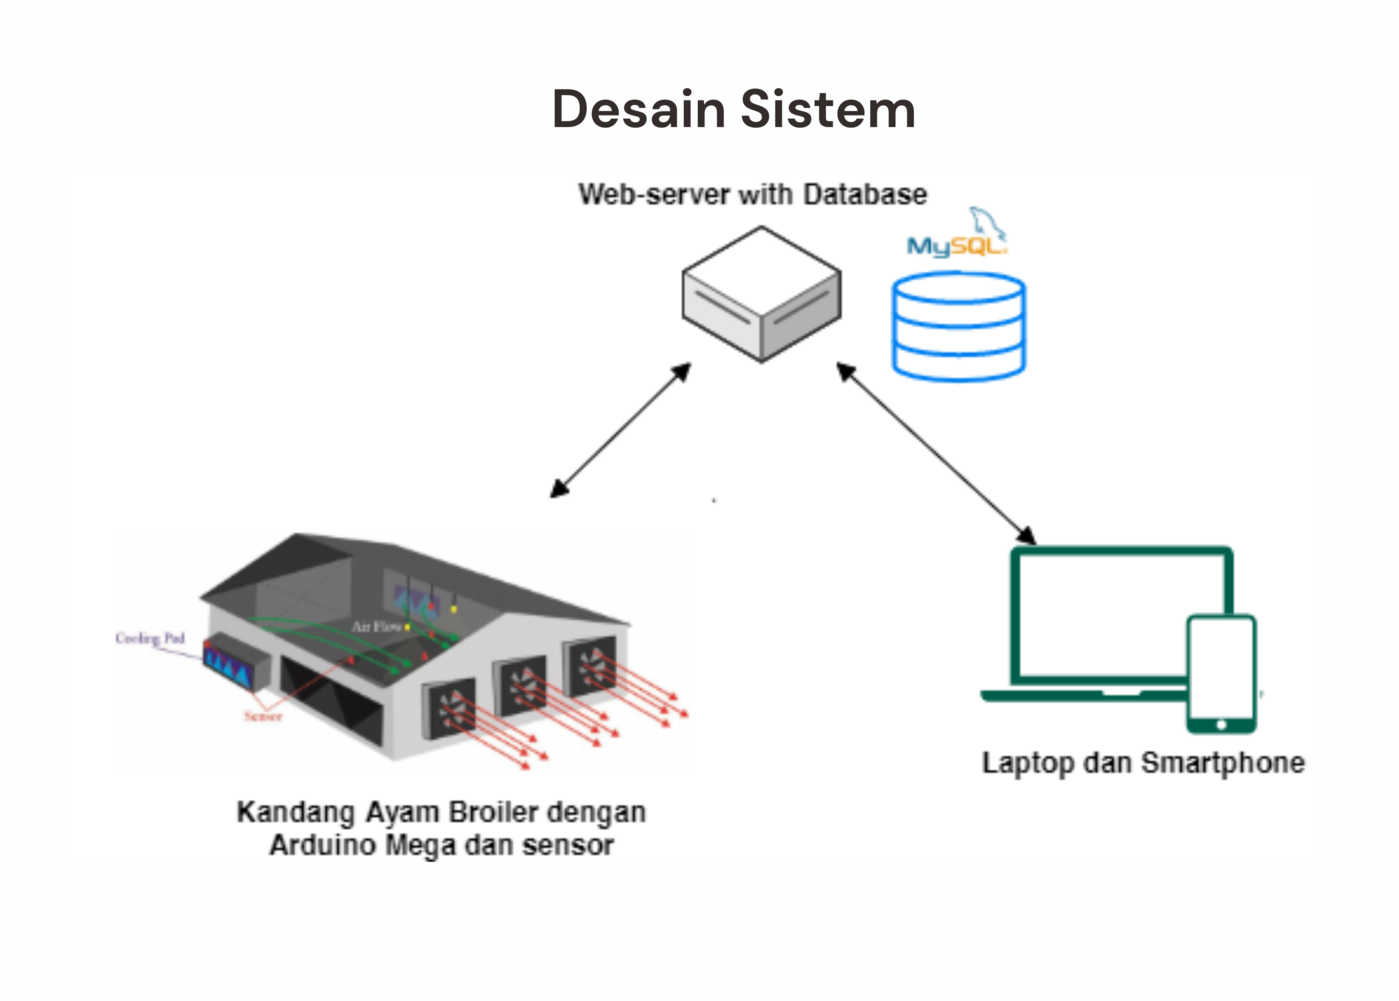 Desain Sistem
Web-server with Database
MySQL
Air Flow
Cooling Pad
Sensor
Laptop dan Smartphone
Kandang Ayam Broiler dengan
Arduino Mega dan sensor